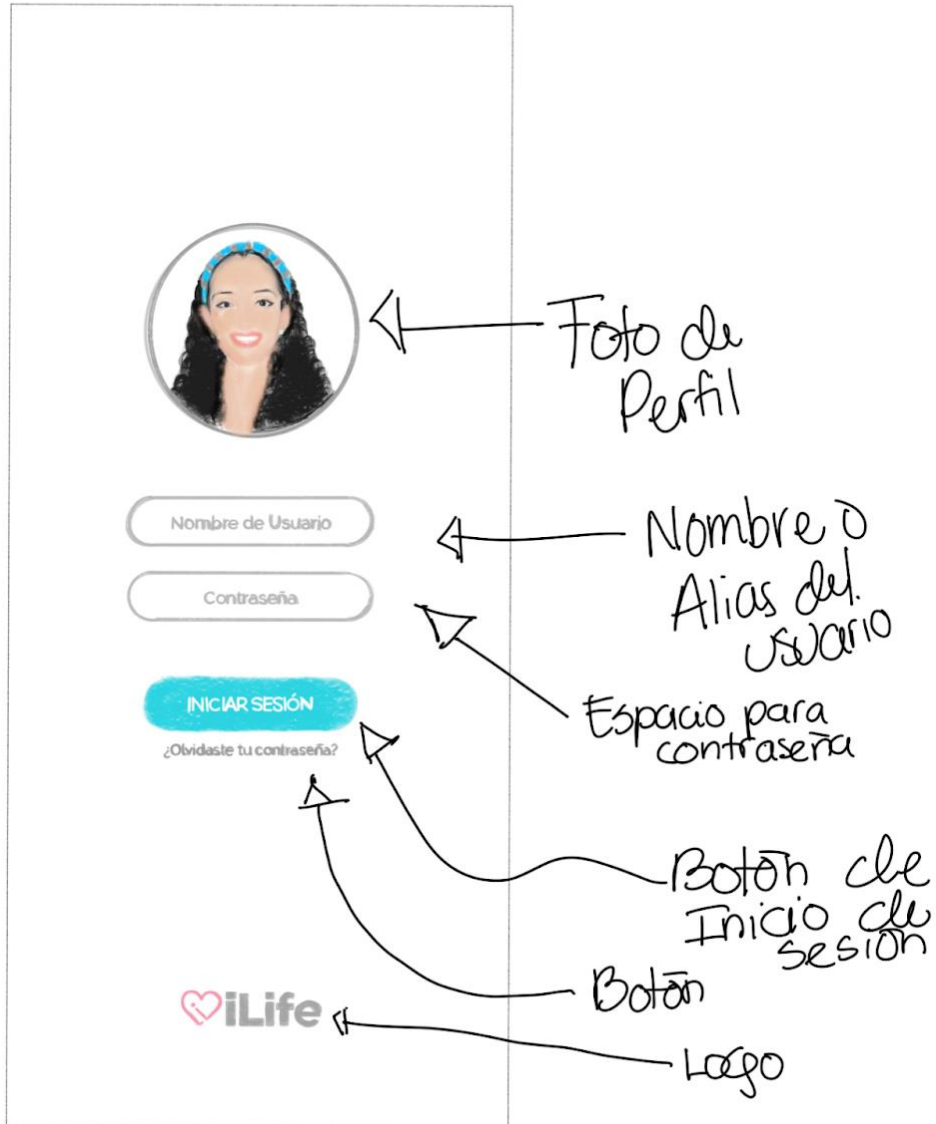 Foto de
Perfil
Nombre de Usuario
Nombre o
Alias del.
usuario
Contraseña
Espacio para
contraseña
INICIAR SESIÓN
¿Olvidaste tu contraseña?
Botón de
Inicio de
sesión
Botón
iLife
Logo